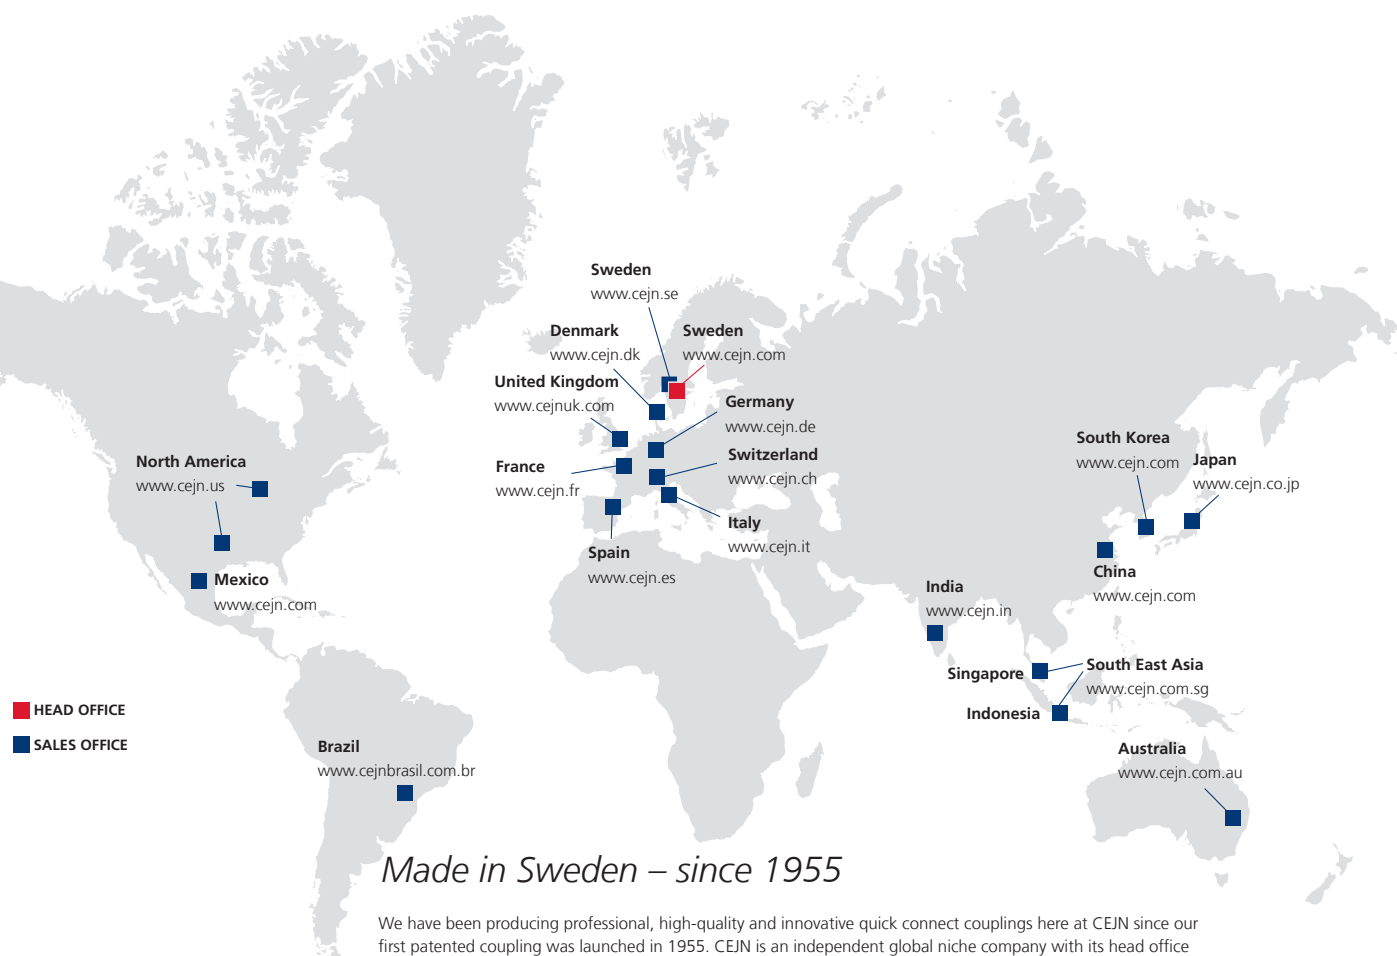 Sweden
www.cejn.se
Denmark
www.cejn.dk
Sweden
www.cejn.com
United Kingdom
www.cejnuk.com
Germany
www.cejn.de
North America
www.cejn.us
France
www.cejn.fr
Switzerland
www.cejn.ch
South Korea
www.cejn.com
Japan
www.cejn.co.jp
Italy
www.cejn.it
Spain
www.cejn.es
Mexico
www.cejn.com
India
www.cejn.in
China
www.cejn.com
Singapore
South East Asia
www.cejn.com.sg
Indonesia
HEAD OFFICE
SALES OFFICE
Brazil
www.cejnbrasil.com.br
Australia
www.cejn.com.au
Made in Sweden – since 1955
We have been producing professional, high-quality and innovative quick connect couplings here at CEJN since our
first patented coupling was launched in 1955. CEJN is an independent global niche company with its head office